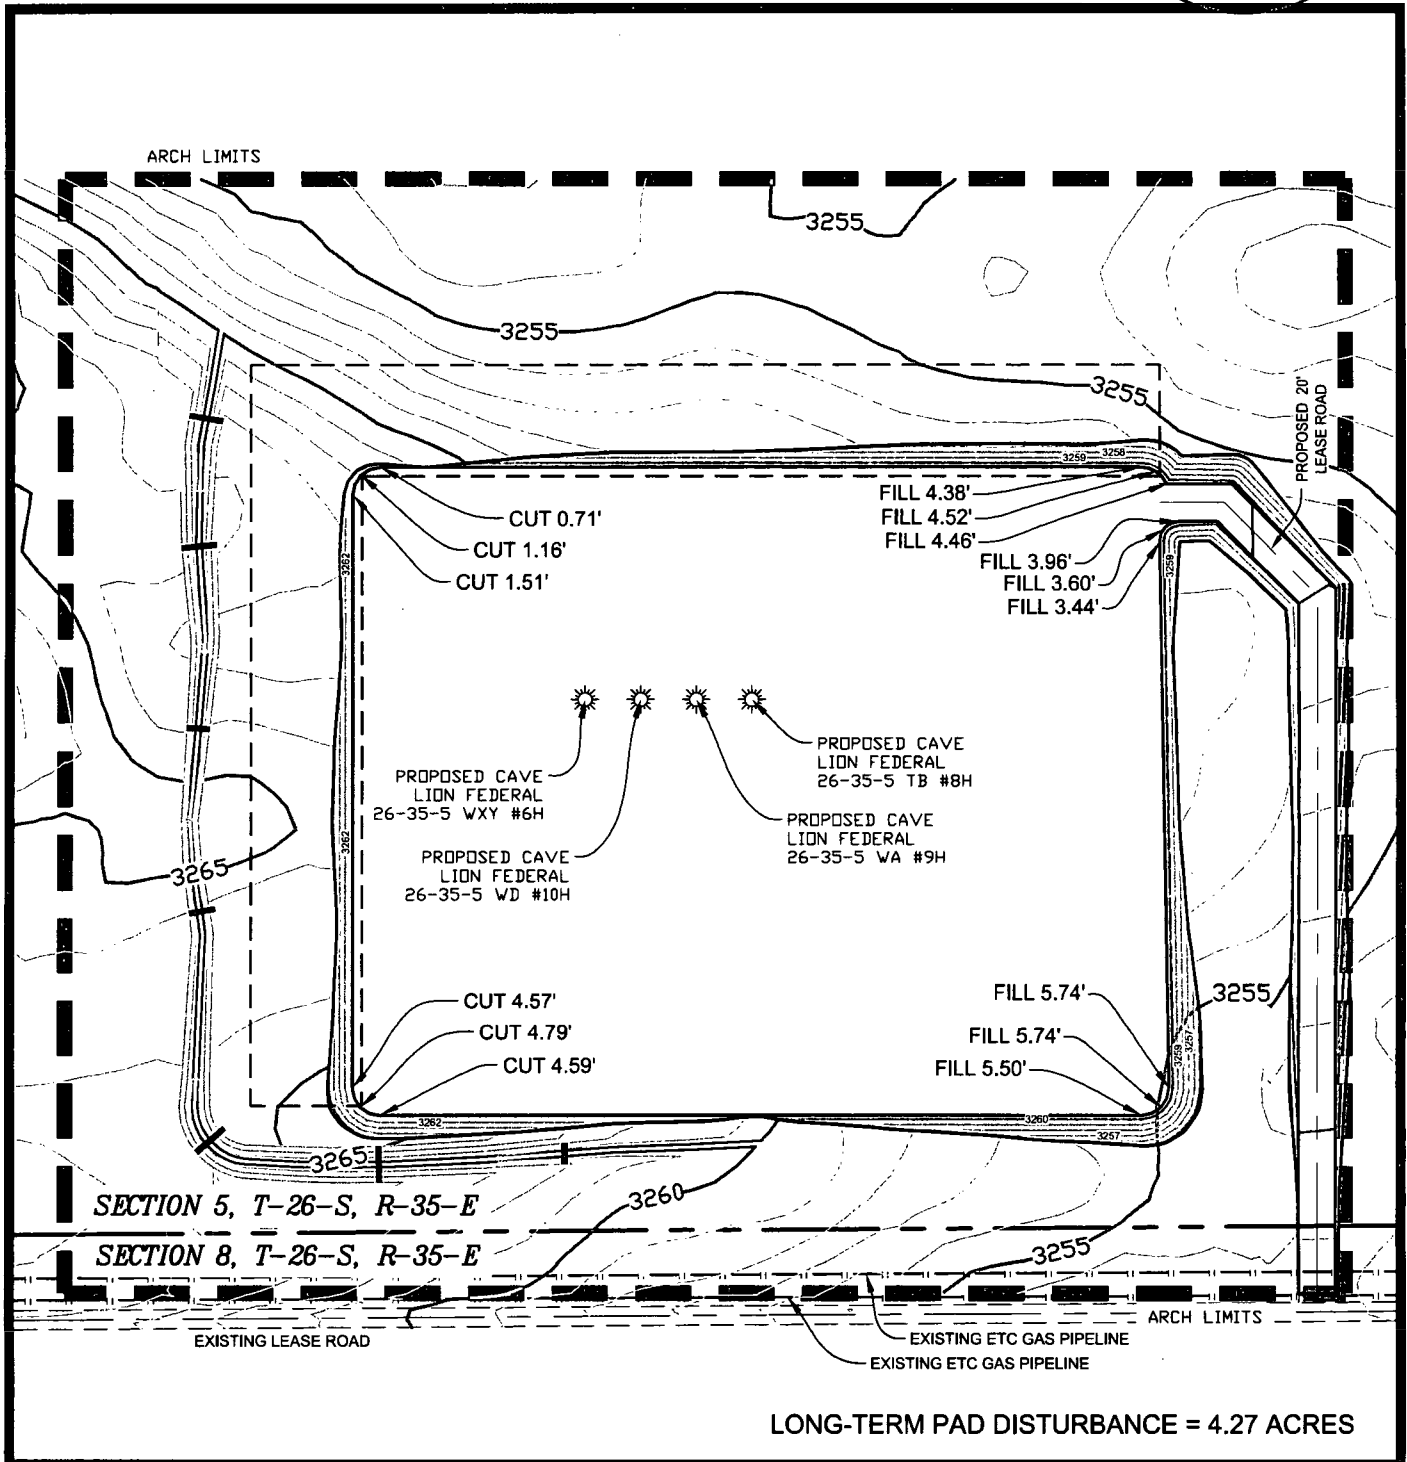 ARCH LIMITS
3255
3255
3255
PROPOSED 20'
LEASE ROAD
3259
3258
FILL 4.38'
FILL 4.52'
FILL 4.46'
FILL 3.96'
FILL 3.60'
FILL 3.44'
CUT 0.71'
CUT 1.16'
CUT 1.51'
3262
3259
PROPOSED CAVE
LION FEDERAL
26-35-5 TB #8H
PROPOSED CAVE
LION FEDERAL
26-35-5 WXY #6H
PROPOSED CAVE
LION FEDERAL
26-35-5 WA #9H
PROPOSED CAVE
LION FEDERAL
26-35-5 WD #10H
3262
3265
CUT 4.57'
CUT 4.79'
CUT 4.59'
FILL 5.74'
FILL 5.74'
FILL 5.50'
3255
3259
3257
3262
3260
3257
3265
3260
SECTION 5, T-26-S, R-35-E
SECTION 8, T-26-S, R-35-E
3255
ARCH LIMITS
EXISTING LEASE ROAD
EXISTING ETC GAS PIPELINE
EXISTING ETC GAS PIPELINE
LONG-TERM PAD DISTURBANCE = 4.27 ACRES